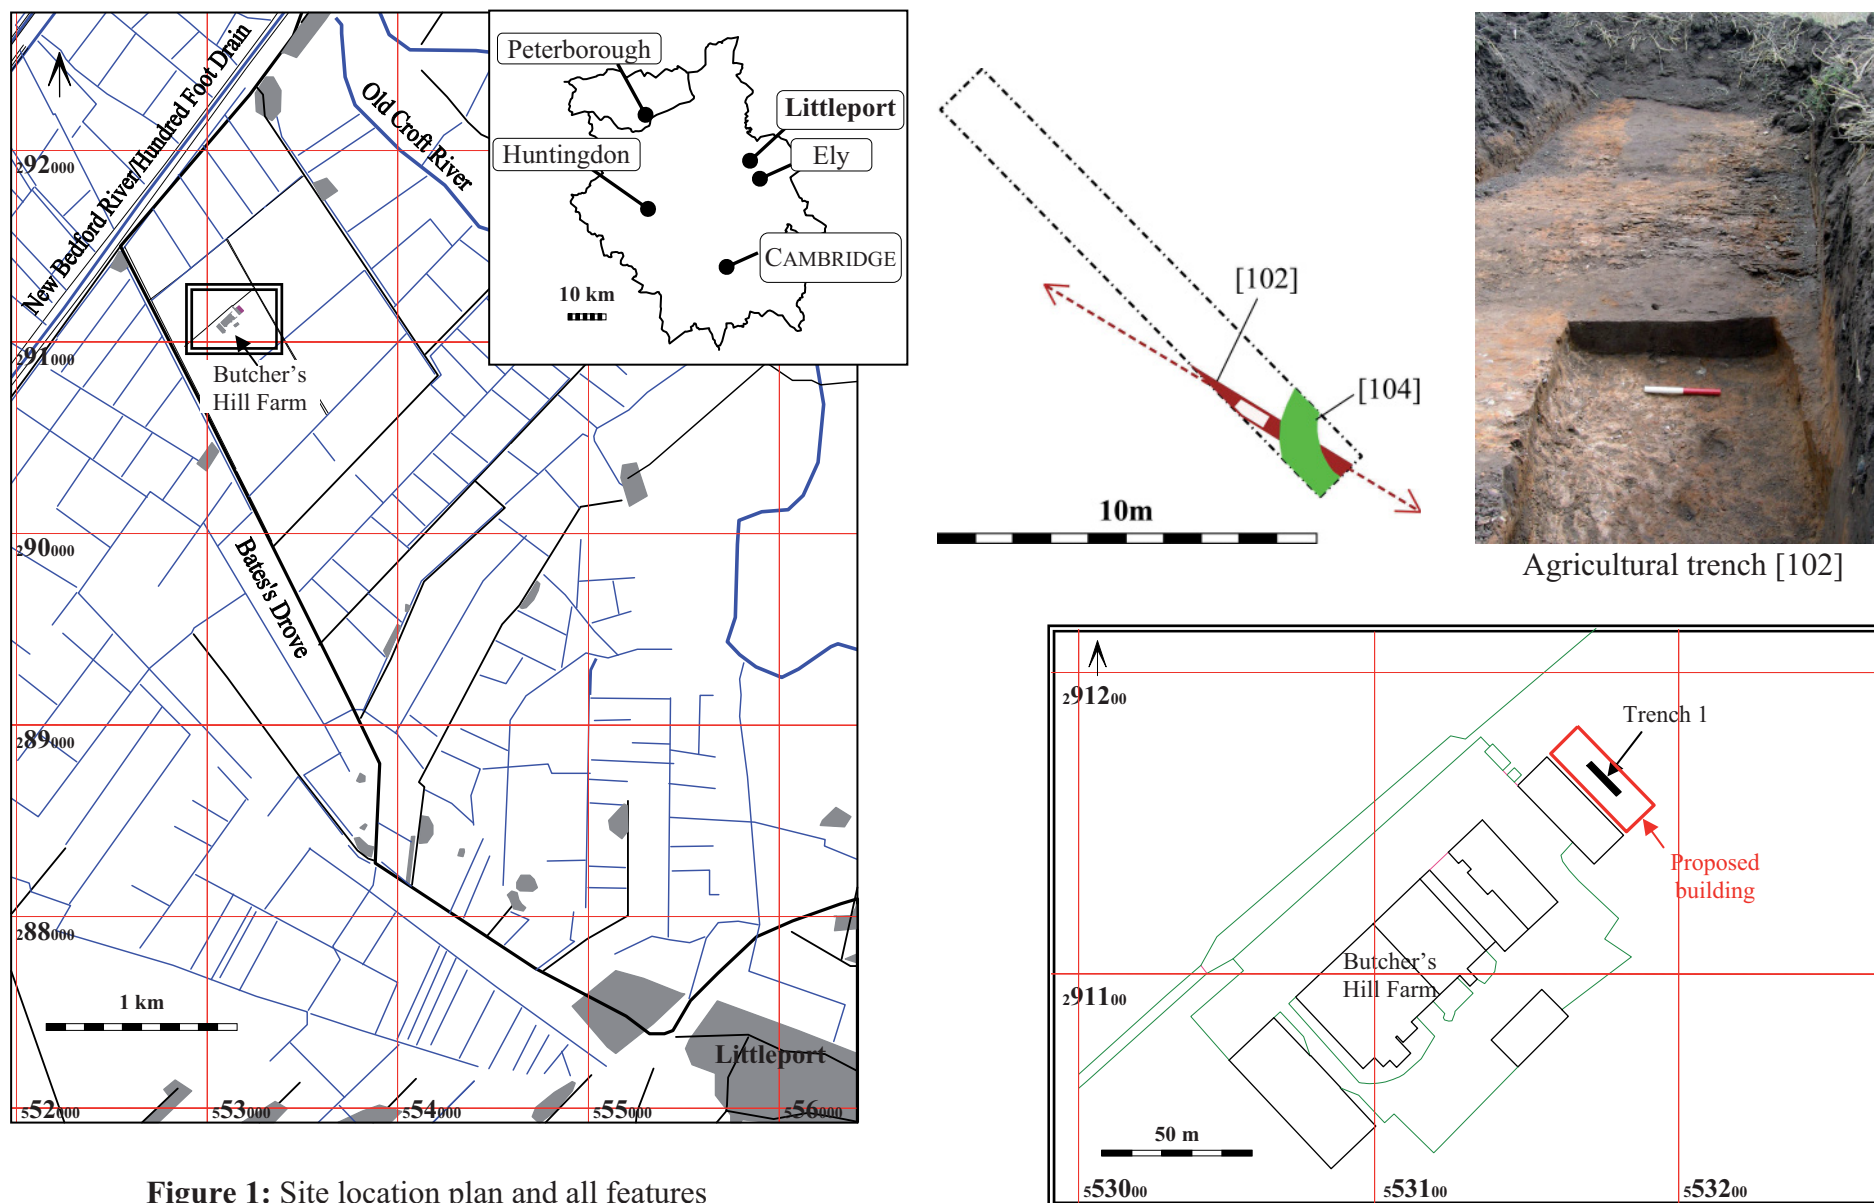 New Bedford River/Hundred Foot Drain
Old Croft River
Bates's Drove
Butcher's
Hill Farm
Littleport
292000
291000
290000
289000
288000
552000
553000
554000
555000
556000
1 km
Peterborough
Littleport
Huntingdon
Ely
CAMBRIDGE
10 km
Figure 1: Site location plan and all features
[102]
[104]
10m
Agricultural trench [102]
291200
Trench 1
Proposed
building
Butcher's
Hill Farm
291100
50 m
553000
553100
553200